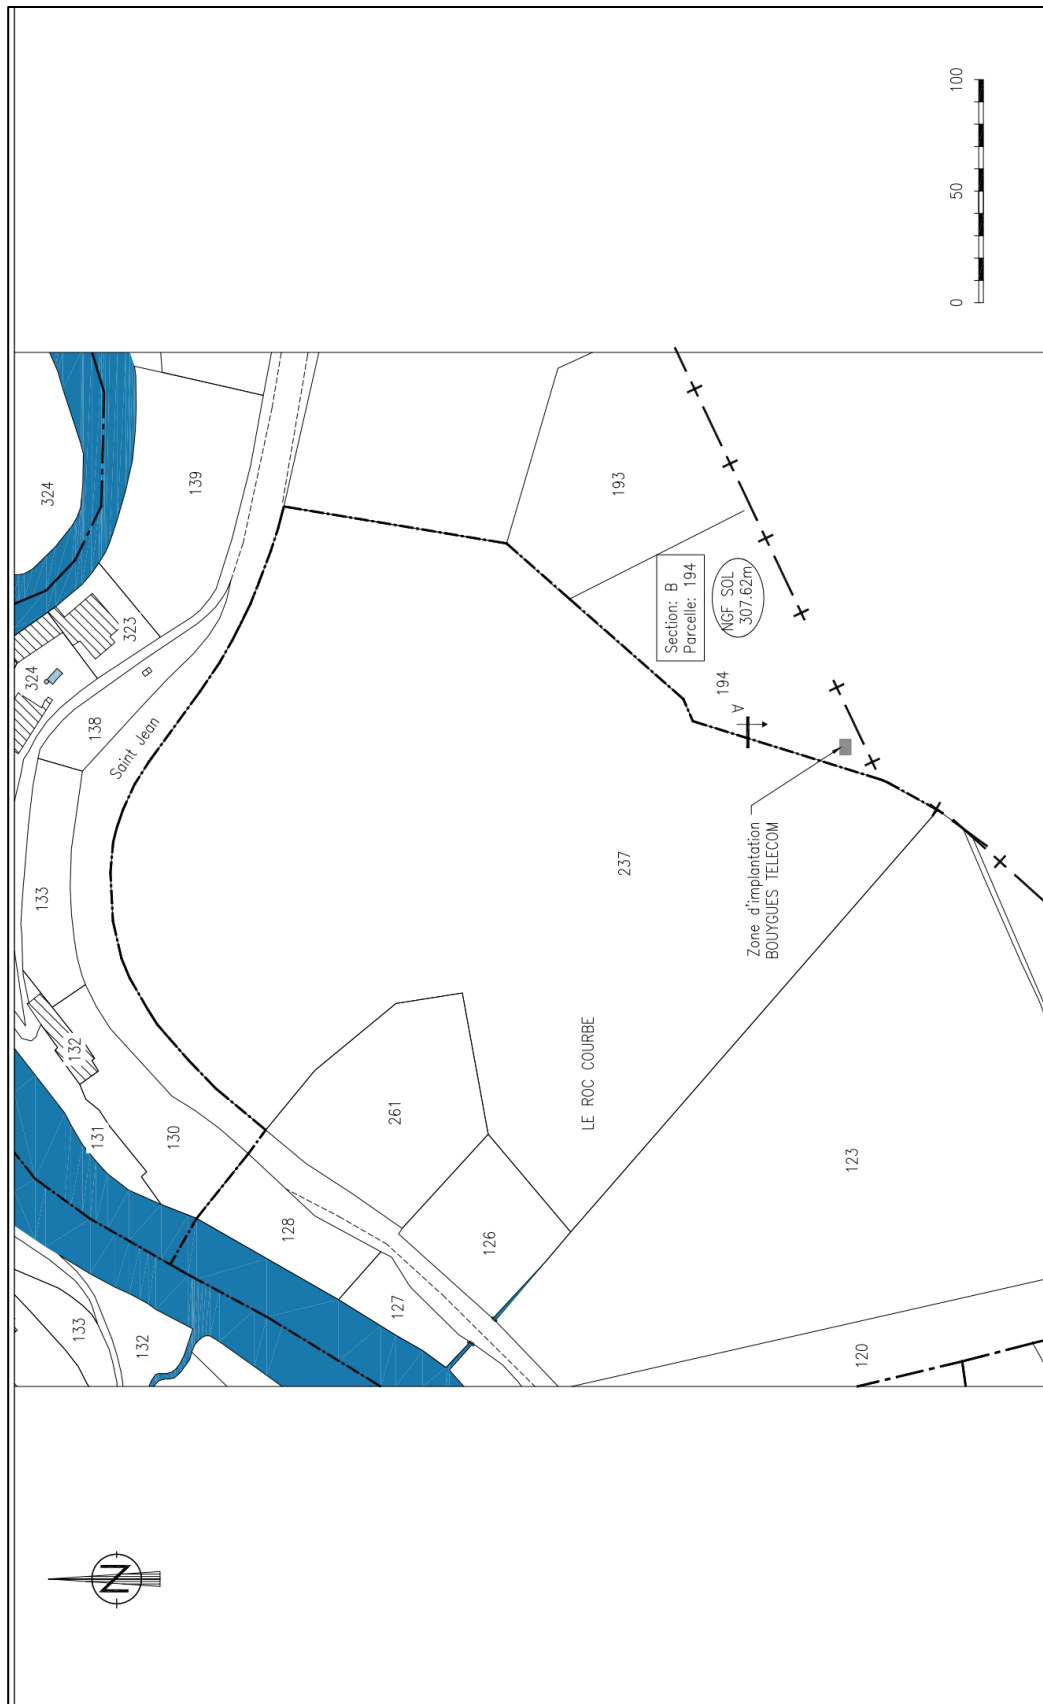 0
50
100
324
139
193
323
324
138
Saint Jean
Section: B
Parcelle: 194
NGF SOL
307.62m
194
A
133
237
Zone d'implantation
BOUYGUES TELECOM
132
131
130
261
LE ROC COURBE
123
128
126
127
133
132
120
N